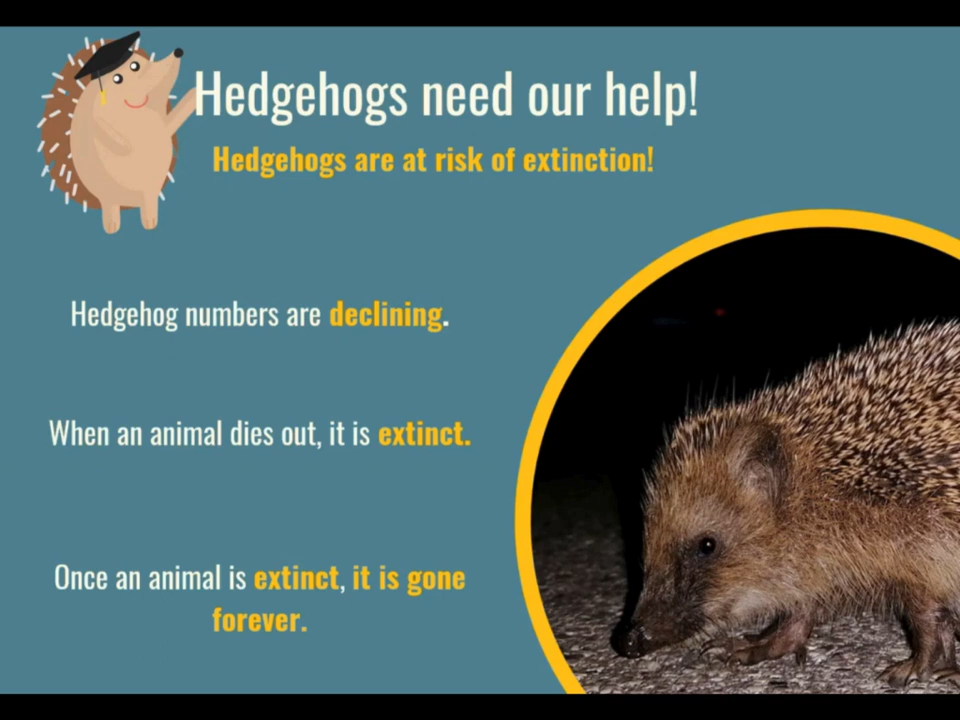 Hedgehogs need our help!
Hedgehogs are at risk of extinction!
Hedgehog numbers are declining.
When an animal dies out, it is extinct.
Once an animal is extinct, it is gone
forever.